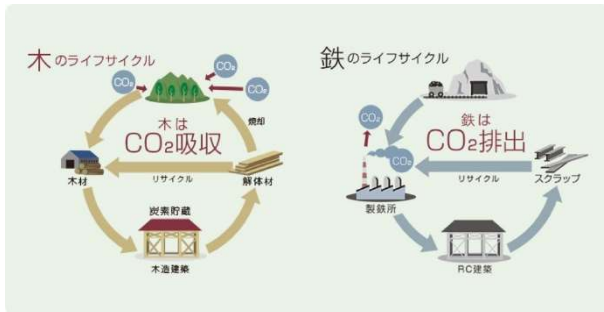 木のライフサイクル
CO₂
CO₂
CO₂
木は
CO₂吸収
焼却
木材
リサイクル
解体材
炭素貯蔵
木造建築
鉄のライフサイクル
CO₂
鉄は
CO₂排出
CO₂
リサイクル
スクラップ
製鉄所
RC建築